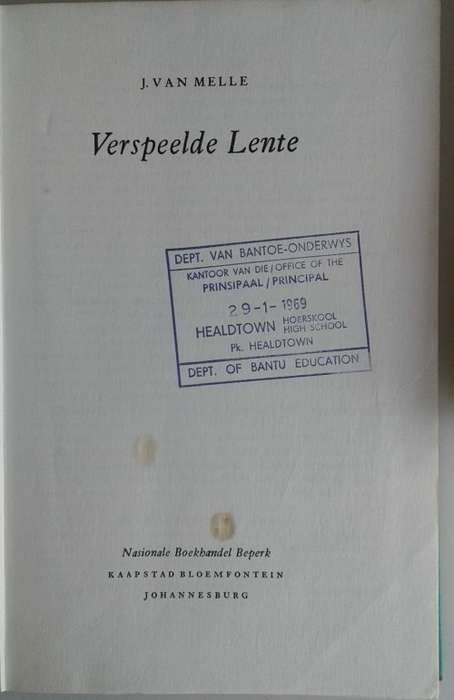 J. VAN MELLE
Verspeelde Lente
DEPT. VAN BANTOE-ONDERWYS
KANTOOR VAN DIE / OFFICE OF THE
PRINSIPAAL / PRINCIPAL
29-1-1969
HEALDTOWN HOËRSKOOL
HIGH SCHOOL
Pk. HEALDTOWN
DEPT. OF BANTU EDUCATION
Nasionale Boekhandel Beperk
KAAPSTAD BLOEMFONTEIN
JOHANNESBURG